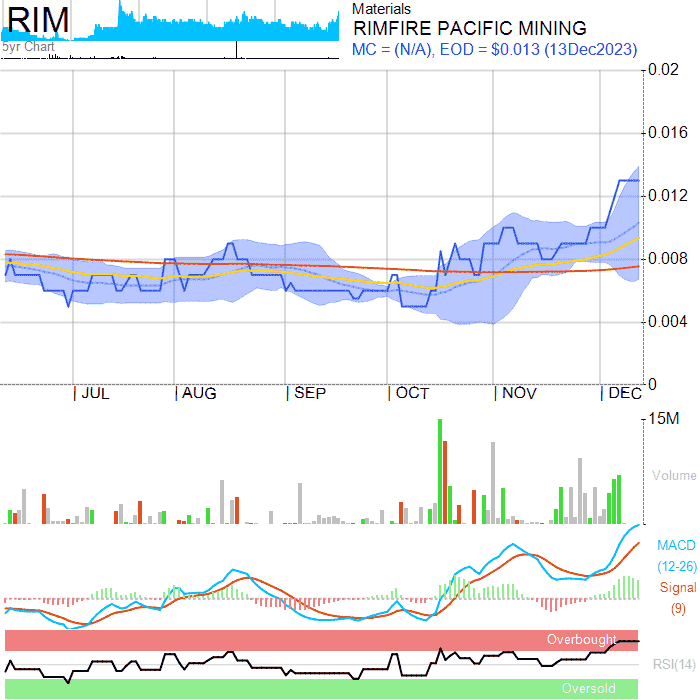 RIM
5yr Chart
Materials
RIMFIRE PACIFIC MINING
MC = (N/A), EOD = $0.013 (13Dec2023)
0.02
0.016
0.012
0.008
0.004
0
| JUL | AUG | SEP | OCT | NOV | DEC
15M
Volume
MACD
(12-26)
Signal
(9)
Overbought
RSI(14)
Oversold